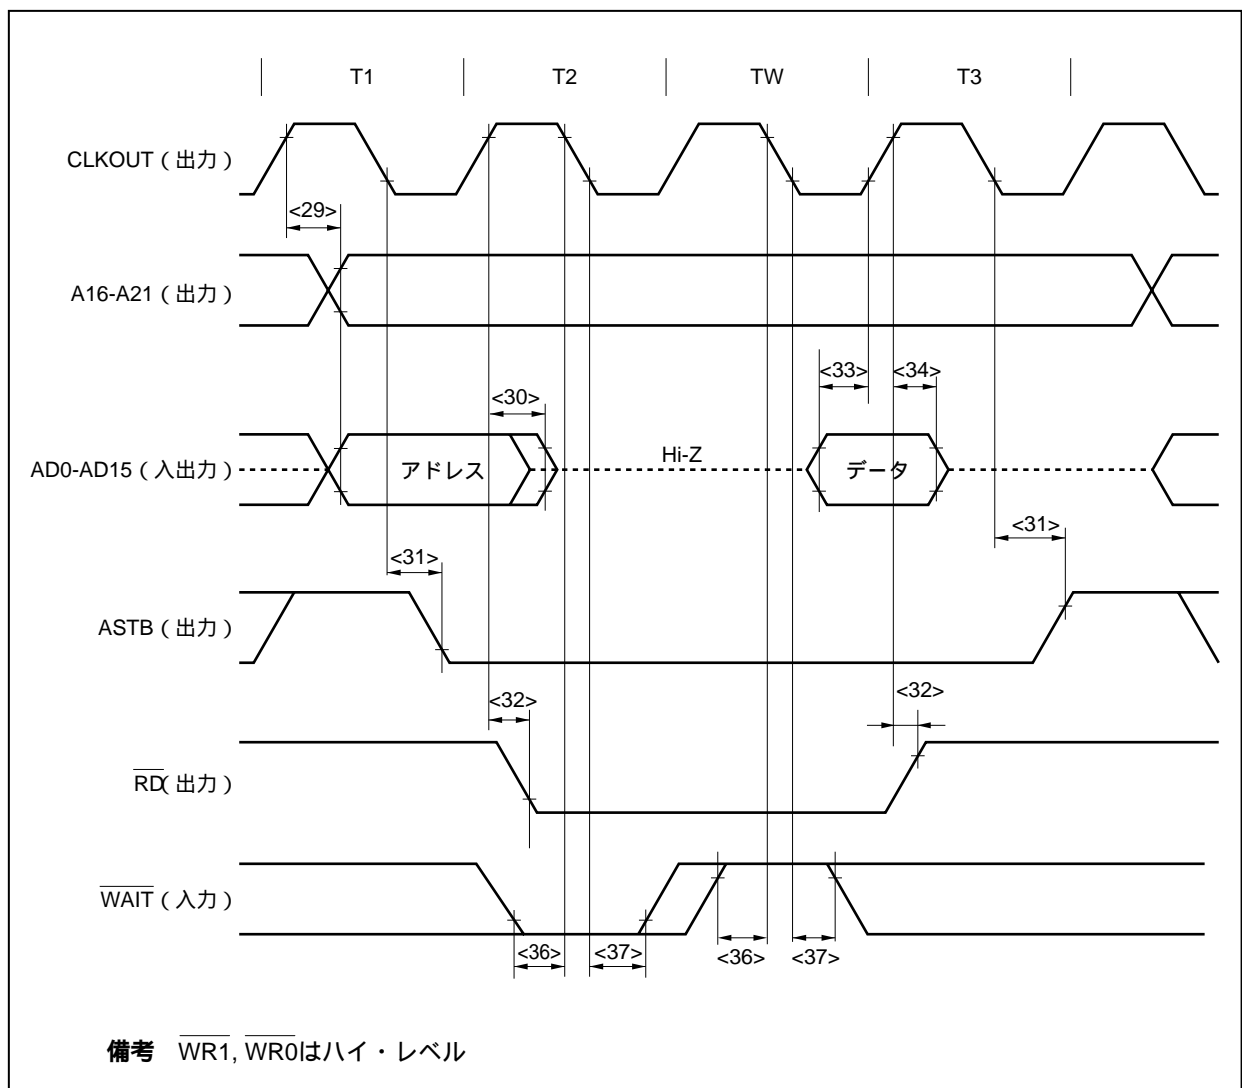 T1 T2 TW T3
CLKOUT（出力）
<29>
A16-A21（出力）
<33> <34>
<30>
AD0-AD15（入出力） アドレス Hi-Z データ
<31> <31>
ASTB（出力）
<32> <32>
RD（出力）
WAIT（入力）
<36> <37> <36> <37>
備考 WR1, WR0はハイ・レベル